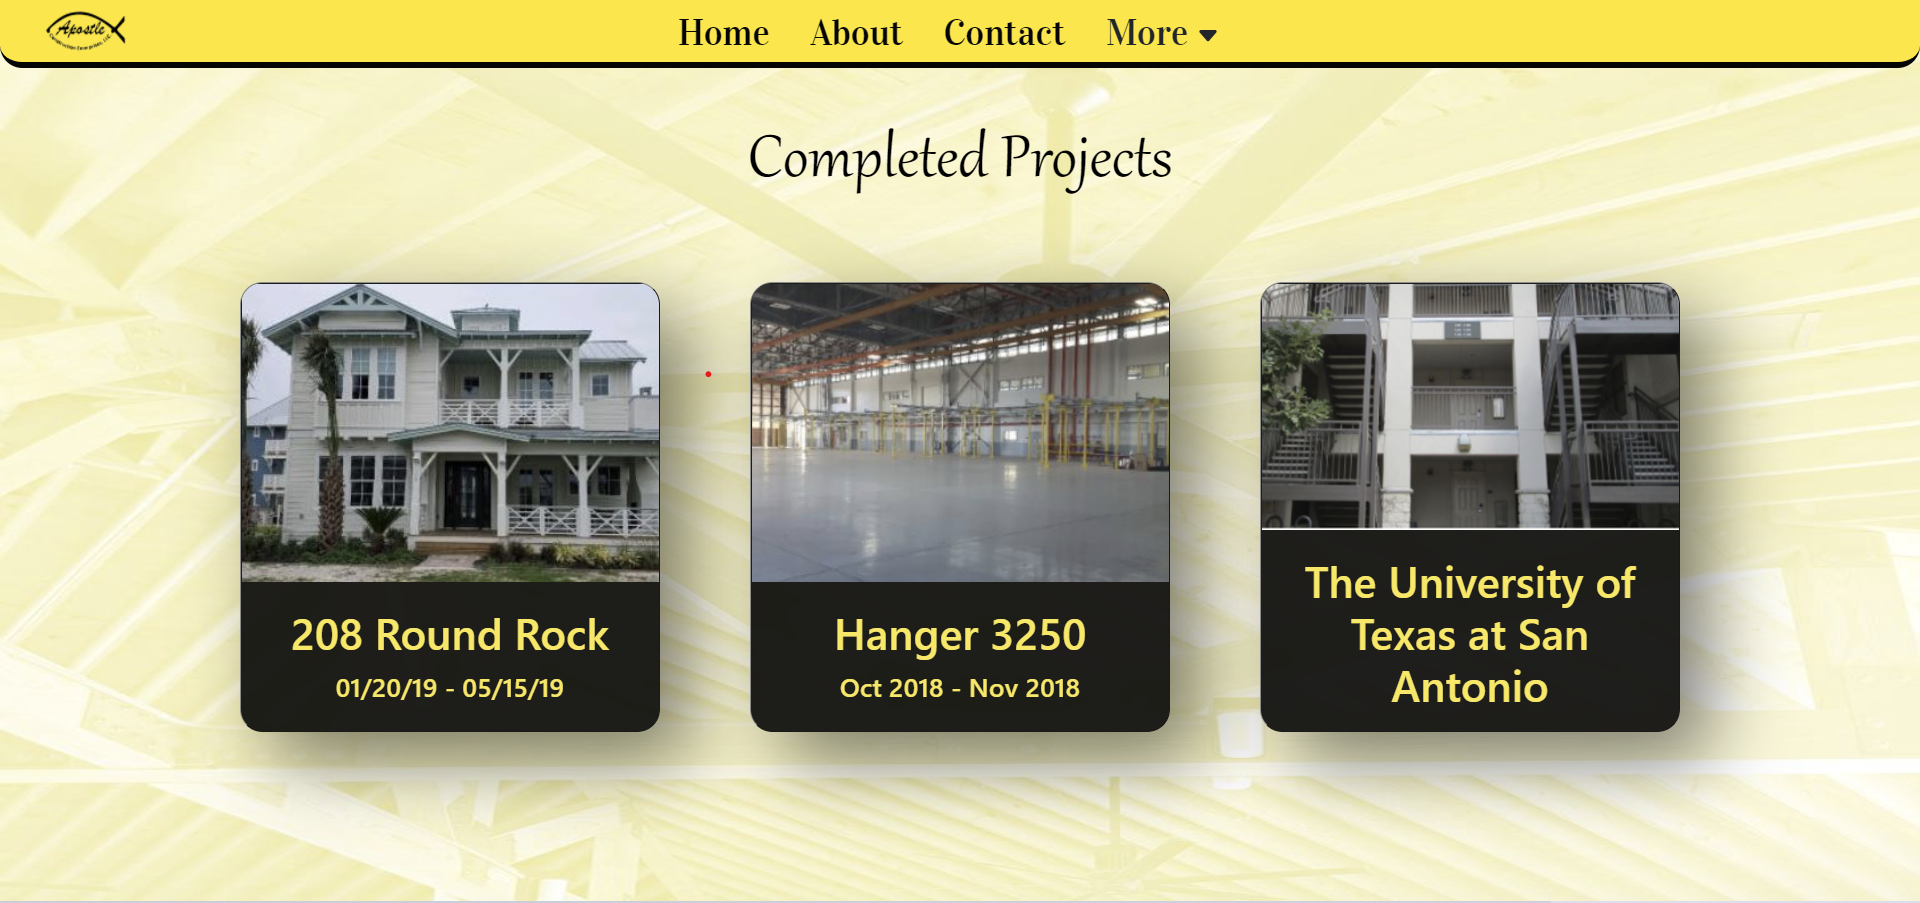 Apostle
Home About Contact More
Completed Projects
208 Round Rock
01/20/19 - 05/15/19
Hanger 3250
Oct 2018 - Nov 2018
The University of
Texas at San
Antonio